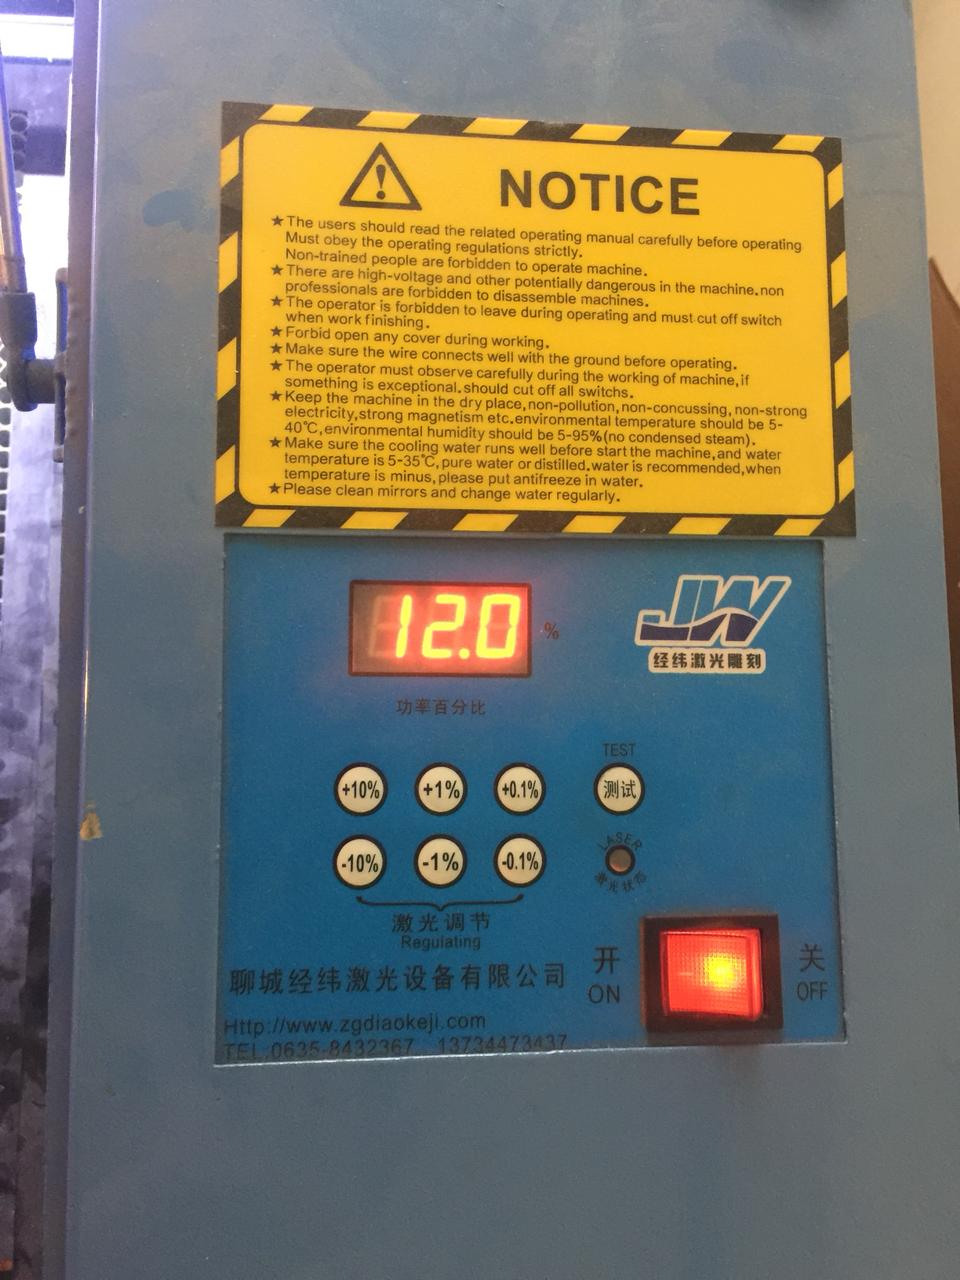 NOTICE
★The users should read the related operating manual carefully before operating
Must obey the operating regulations strictly.
Non-trained people are forbidden to operate machine.
★There are high-voltage and other potentially dangerous in the machine.non
professionals are forbidden to disassemble machines.
★The operator is forbidden to leave during operating and must cut off switch
when work finishing.
★Forbid open any cover during working.
★Make sure the wire connects well with the ground before operating.
★The operator must observe carefully during the working of machine,if
something is exceptional.should cut off all switchs.
★Keep the machine in the dry place,non-pollution,non-concussing, non-strong
electricity,strong magnetism etc.environmental temperature should be 5-
40℃,environmental humidity should be 5-95%(no condensed steam).
★Make sure the cooling water runs well before start the machine,and water
temperature is 5-35℃, pure water or distilled.water is recommended,when
temperature is minus,please put antifreeze in water.
★Please clean mirrors and change water regularly.
12.0 %
JW
经纬激光雕刻
功率百分比
TEST
+10% +1% +0.1% 测试
LASER
-10% -1% -0.1%
激光状态
激光调节
Regulating
开 关
ON OFF
聊城经纬激光设备有限公司
Http://www.zgdiaokeji.com
TEL:0635-8432367 13734473437